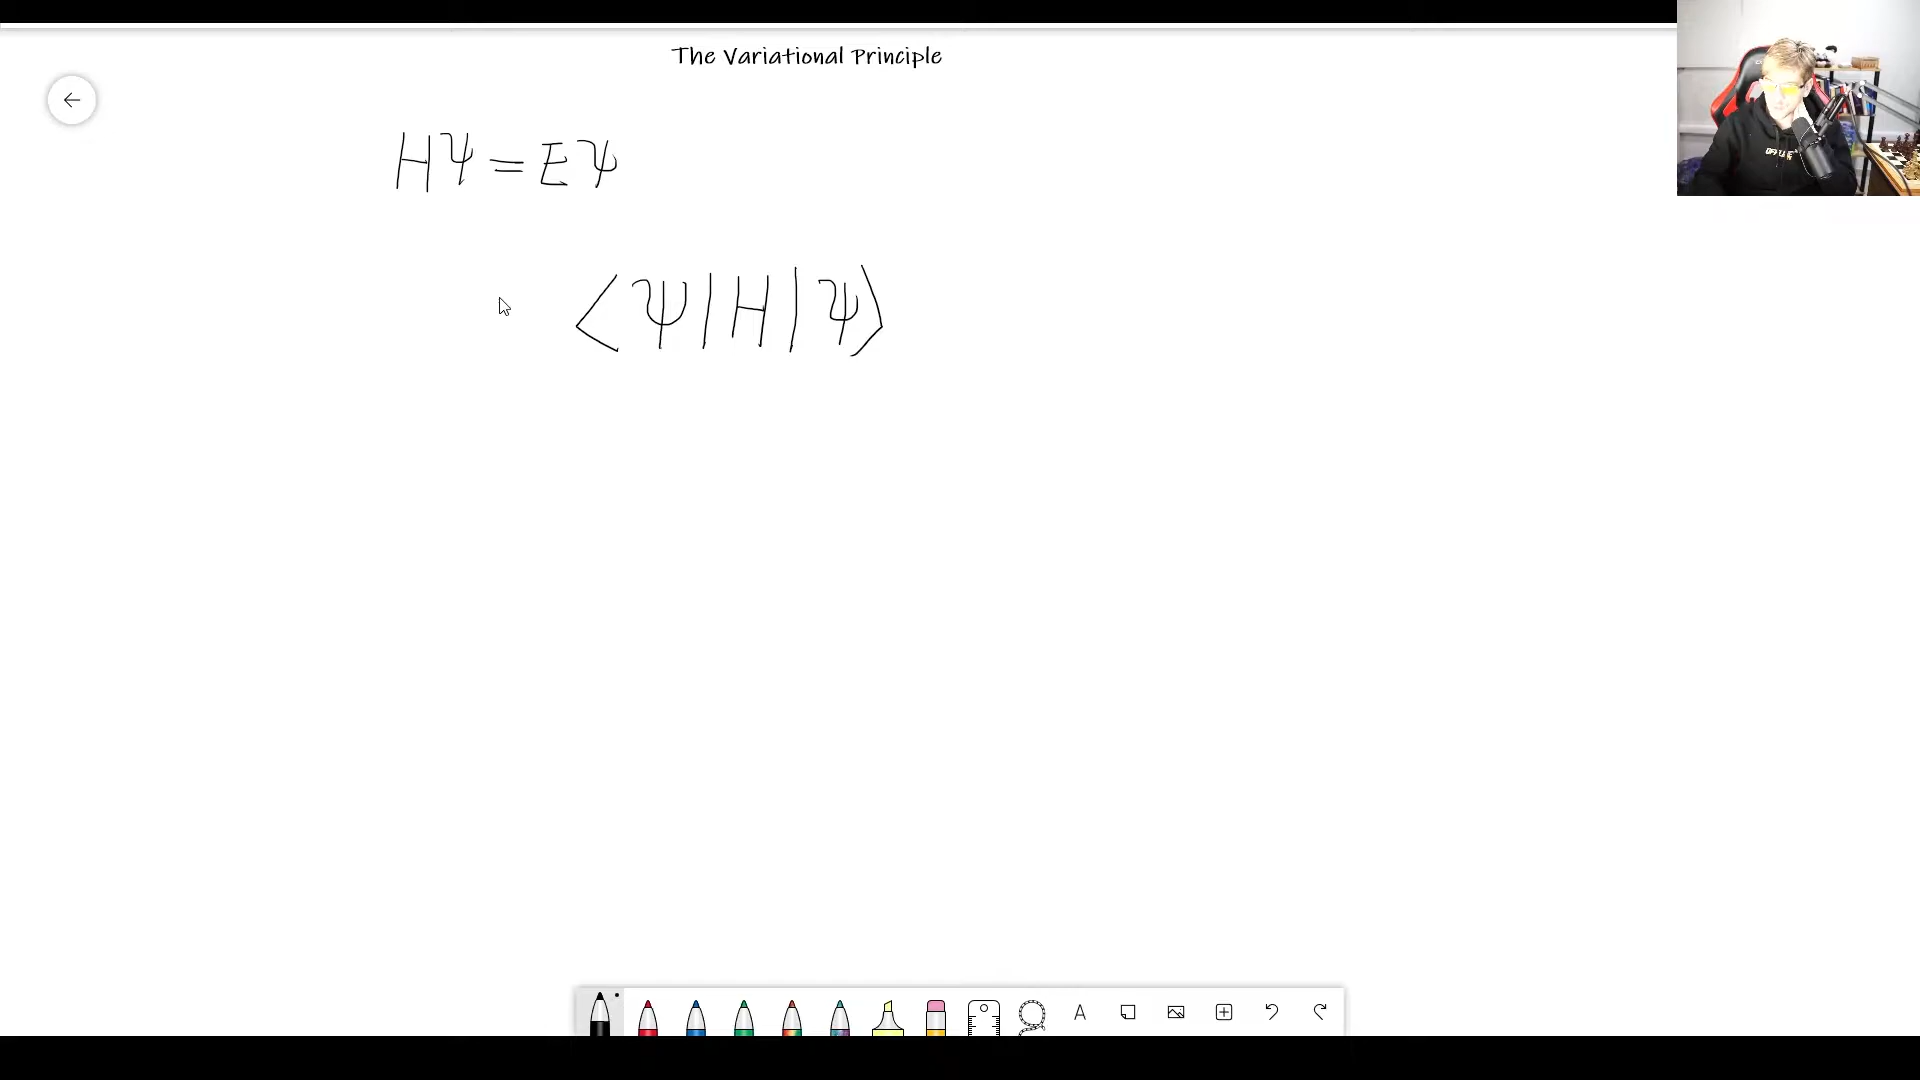 The Variational Principle
HΨ = EΨ
⟨Ψ|H|Ψ⟩
A